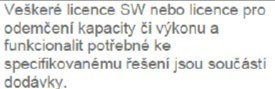 Veškeré licence SW nebo licence pro
odemčení kapacity či výkonu a
funkcionalit potřebné ke
specifikovanému řešení jsou součástí
dodávky.